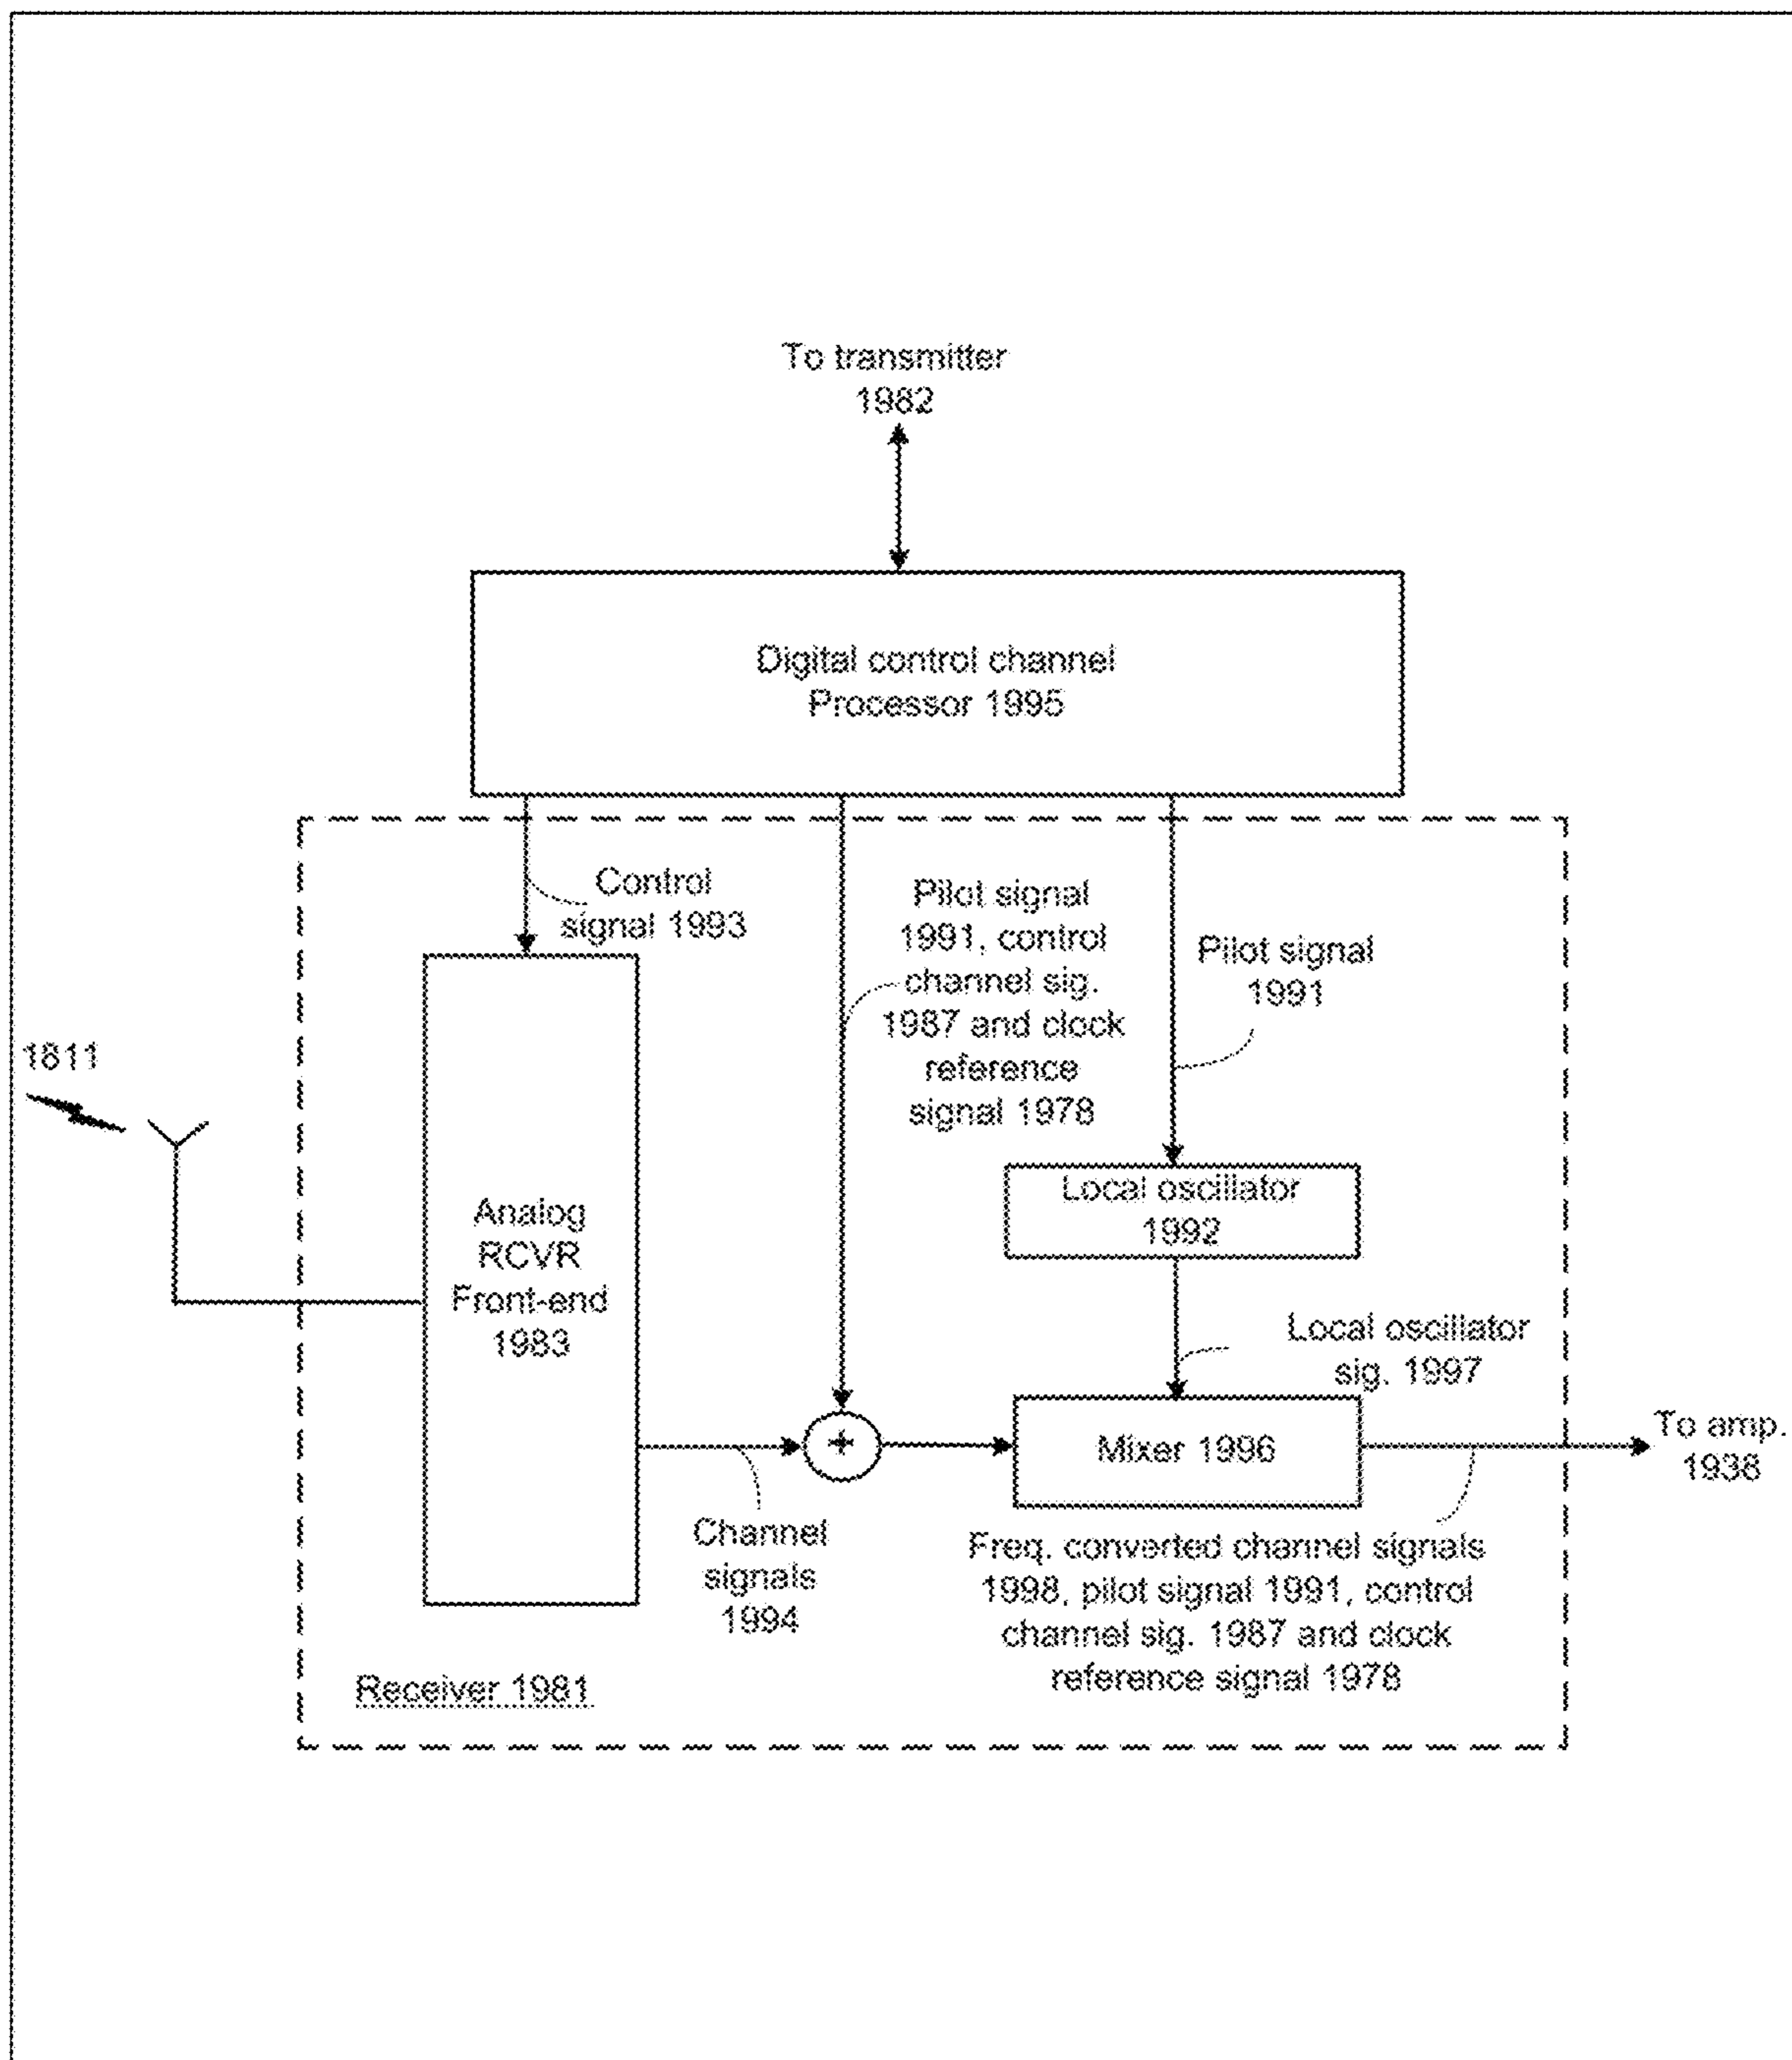 To transmitter
1982
Digital control channel
Processor 1995
Control
signal 1993
Pilot signal
1991, control
channel sig.
1987 and clock
reference
signal 1978
Pilot signal
1991
1811
Analog
RCVR
Front-end
1983
Local oscillator
1992
Local oscillator
sig. 1997
+
Mixer 1996
To amp.
1938
Channel
signals
1994
Freq. converted channel signals
1998, pilot signal 1991, control
channel sig. 1987 and clock
reference signal 1978
Receiver 1981